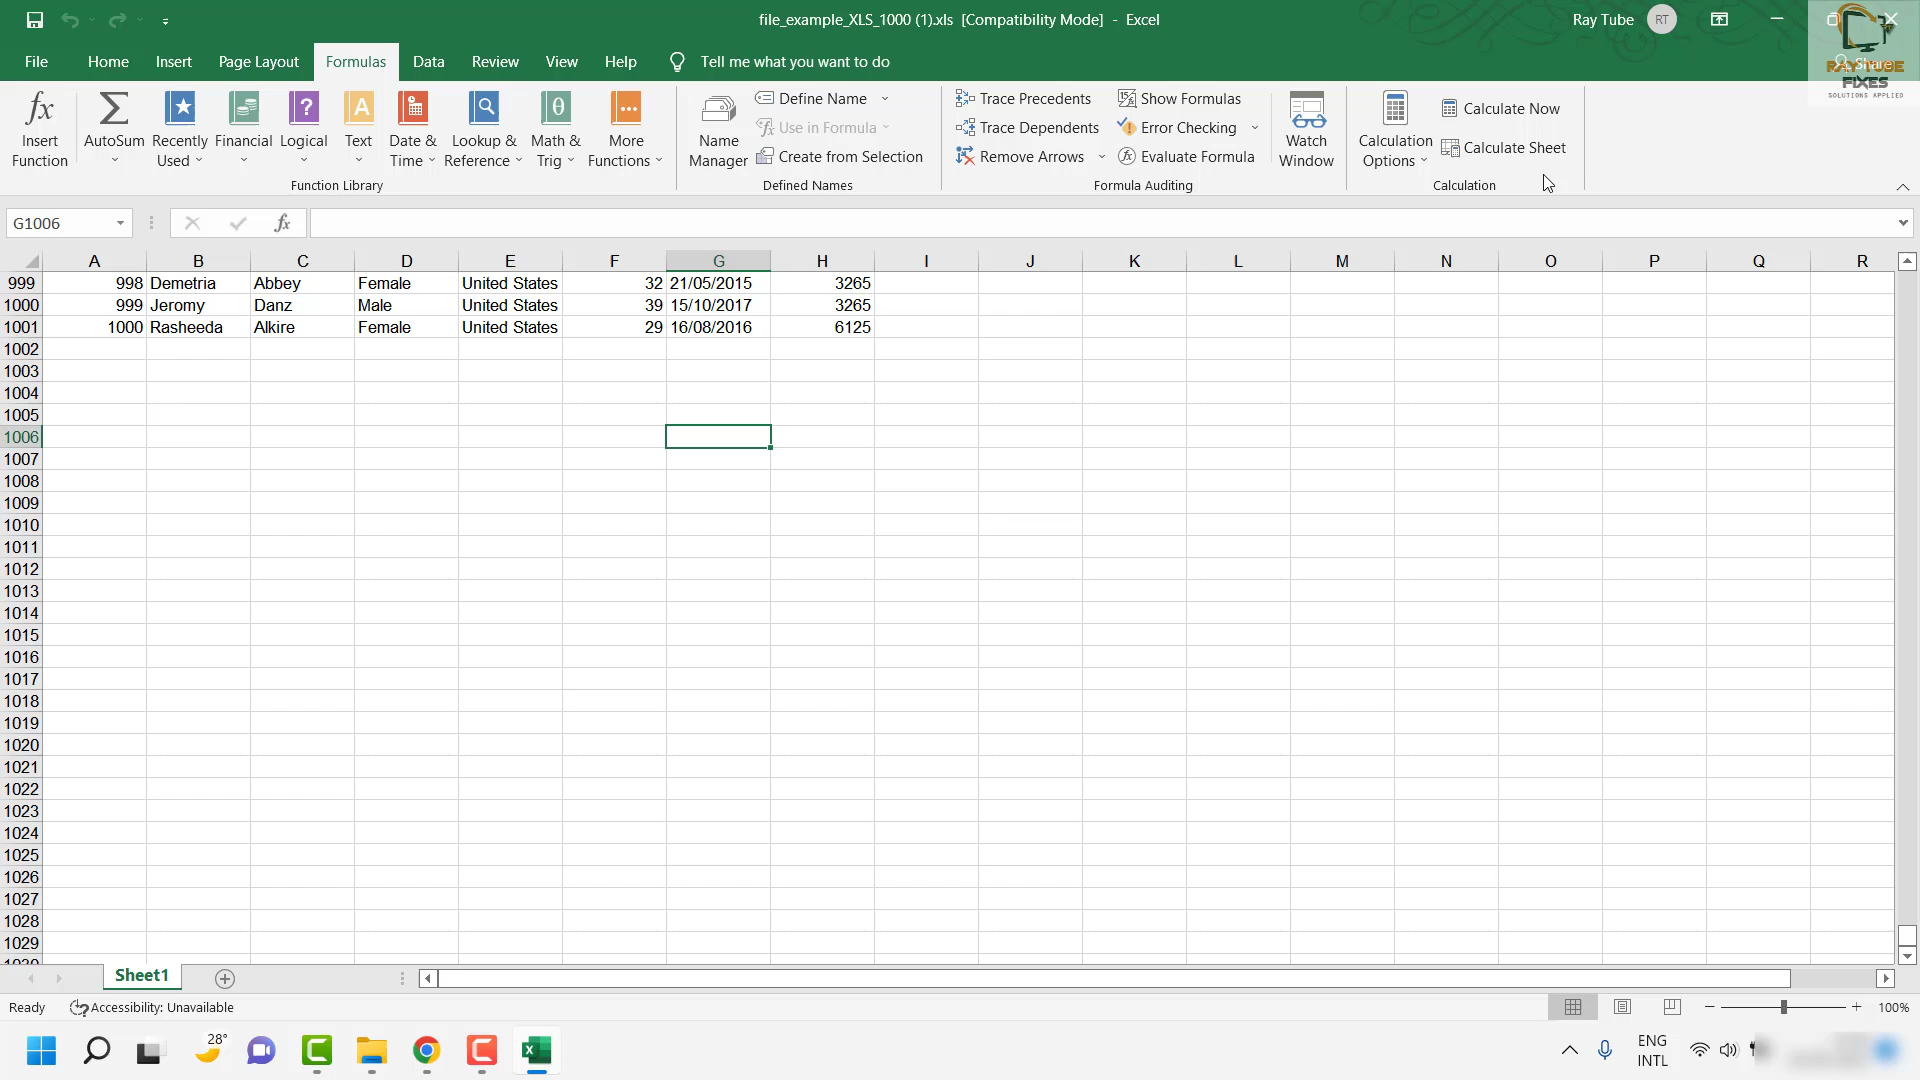 file_example_XLS_1000 (1).xls [Compatibility Mode] - Excel
Ray Tube
RT
File Home Insert Page Layout Formulas Data Review View Help Tell me what you want to do
Share
RAY TUBE
FIXES
SOLUTIONS APPLIED
Insert Function
AutoSum
Recently Used
Financial
Logical
Text
Date & Time
Lookup & Reference
Math & Trig
More Functions
Function Library
Name Manager
Define Name
Use in Formula
Create from Selection
Defined Names
Trace Precedents
Trace Dependents
Remove Arrows
Show Formulas
Error Checking
Evaluate Formula
Formula Auditing
Watch Window
Calculation Options
Calculate Now
Calculate Sheet
Calculation
G1006
fx
A B C D E F G H I J K L M N O P Q R
999 998 Demetria Abbey Female United States 32 21/05/2015 3265
1000 999 Jeromy Danz Male United States 39 15/10/2017 3265
1001 1000 Rasheeda Alkire Female United States 29 16/08/2016 6125
1002
1003
1004
1005
1006
1007
1008
1009
1010
1011
1012
1013
1014
1015
1016
1017
1018
1019
1020
1021
1022
1023
1024
1025
1026
1027
1028
1029
Sheet1
Ready Accessibility: Unavailable
100%
28°
ENG
INTL